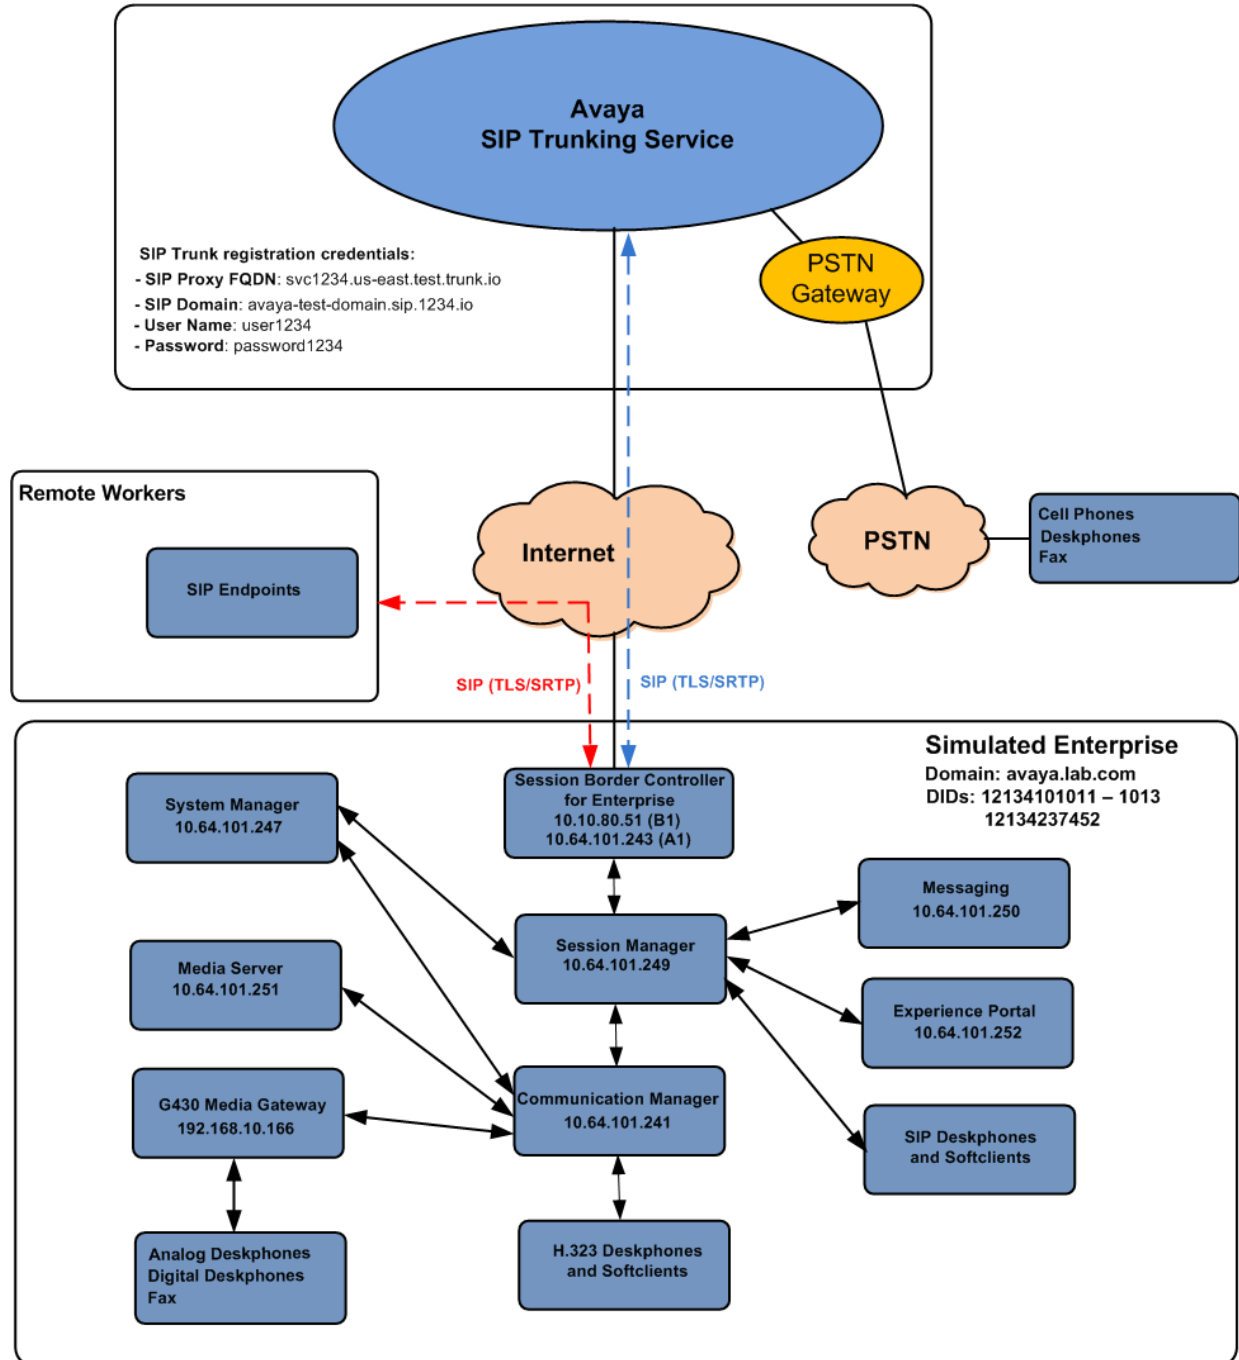 Avaya
SIP Trunking Service
SIP Trunk registration credentials:
- SIP Proxy FQDN: svc1234.us-east.test.trunk.io
- SIP Domain: avaya-test-domain.sip.1234.io
- User Name: user1234
- Password: password1234
PSTN
Gateway
Remote Workers
SIP Endpoints
Internet
PSTN
Cell Phones
Deskphones
Fax
SIP (TLS/SRTP)
SIP (TLS/SRTP)
Simulated Enterprise
Domain: avaya.lab.com
DIDs: 12134101011 – 1013
12134237452
Session Border Controller
for Enterprise
10.10.80.51 (B1)
10.64.101.243 (A1)
System Manager
10.64.101.247
Messaging
10.64.101.250
Session Manager
10.64.101.249
Media Server
10.64.101.251
Experience Portal
10.64.101.252
G430 Media Gateway
192.168.10.166
Communication Manager
10.64.101.241
SIP Deskphones
and Softclients
Analog Deskphones
Digital Deskphones
Fax
H.323 Deskphones
and Softclients